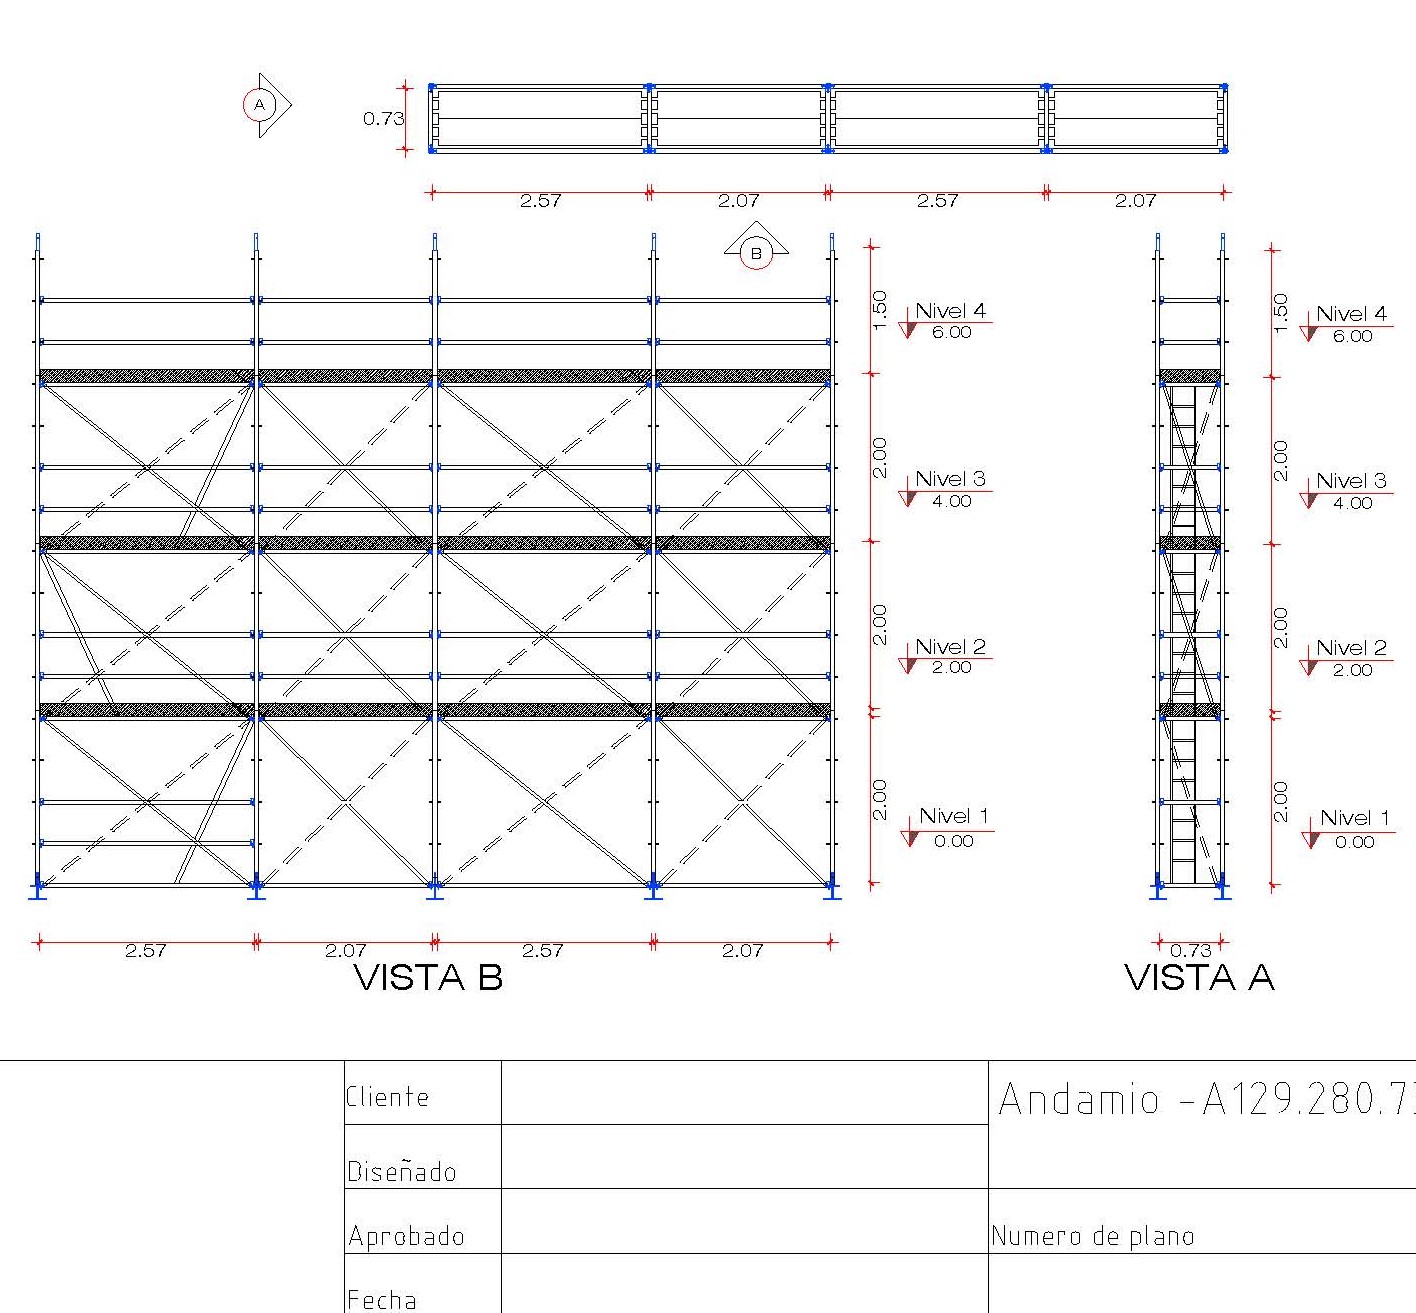 A
0.73
2.57 2.07 2.57 2.07
B
1.50
Nivel 4
6.00
1.50
Nivel 4
6.00
2.00
Nivel 3
4.00
2.00
Nivel 3
4.00
2.00
Nivel 2
2.00
2.00
Nivel 2
2.00
2.00
Nivel 1
0.00
2.00
Nivel 1
0.00
2.57 2.07 2.57 2.07
0.73
VISTA B
VISTA A
Cliente
Andamio -A129.280.73
Diseñado
Aprobado
Numero de plano
Fecha